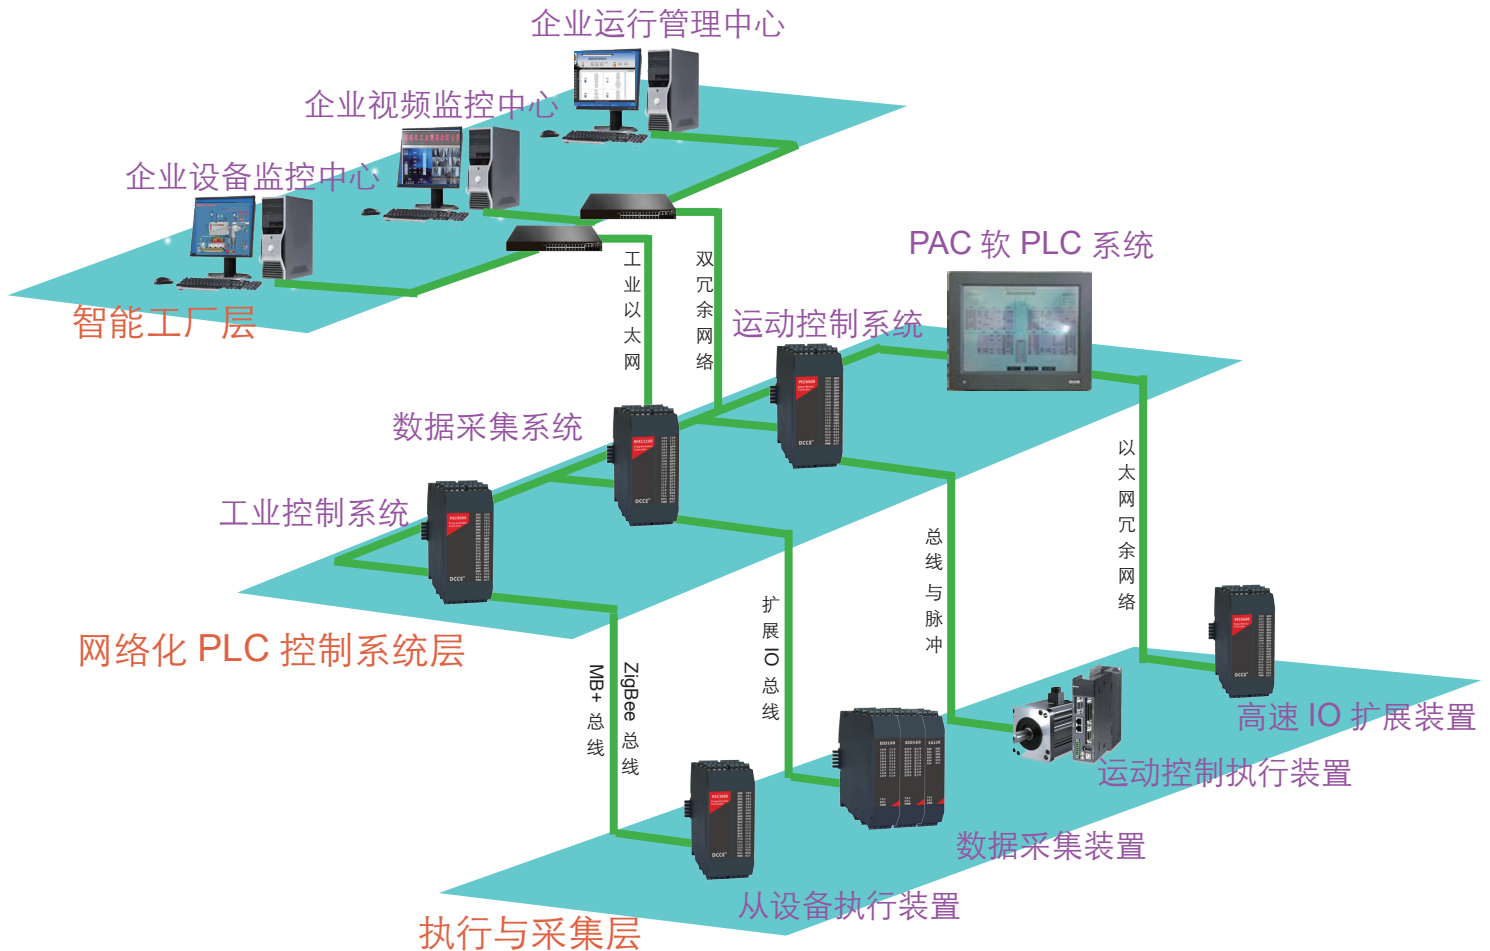 企业运行管理中心
企业视频监控中心
企业设备监控中心
智能工厂层
工业以太网
双冗余网络
PAC 软 PLC 系统
运动控制系统
数据采集系统
工业控制系统
DCCE
DCCE
DCCE
网络化 PLC 控制系统层
MB+ 总线
ZigBee 总线
扩展 IO 总线
总线与脉冲
以太网冗余网络
DCCE
高速 IO 扩展装置
运动控制执行装置
数据采集装置
DCCE
从设备执行装置
执行与采集层